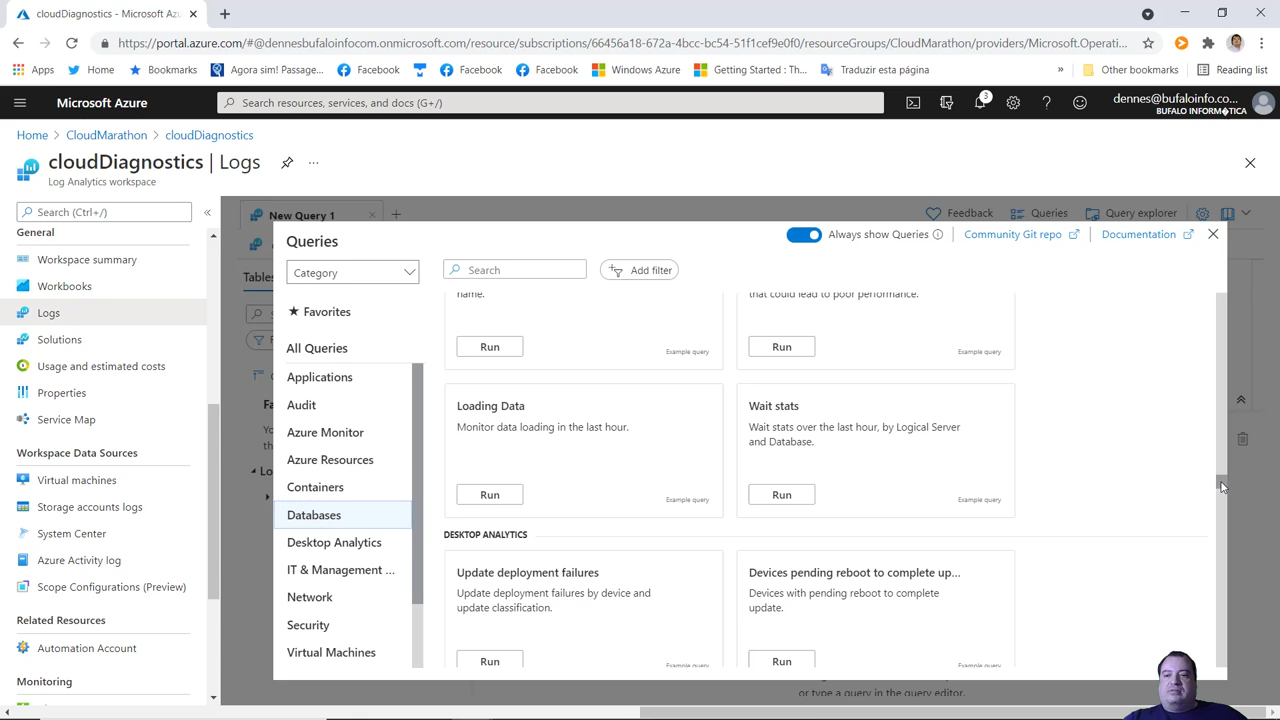 cloudDiagnostics - Microsoft Azu
https://portal.azure.com/#@dennesbufaloinfocom.onmicrosoft.com/resource/subscriptions/66456a18-672a-4bcc-bc54-51f1cef9e0f0/resourceGroups/CloudMarathon/providers/Microsoft.Operati...
Apps Home Bookmarks Agora sim! Passage... Facebook Facebook Facebook Windows Azure Getting Started : Th... Traduzir esta página » Other bookmarks Reading list
Microsoft Azure
Search resources, services, and docs (G+/)
3
dennes@bufaloinfo.co...
BUFALO INFORM�TICA
Home > CloudMarathon > cloudDiagnostics
cloudDiagnostics | Logs
Log Analytics workspace
Search (Ctrl+/)
General
Workspace summary
Workbooks
Logs
Solutions
Usage and estimated costs
Properties
Service Map
Workspace Data Sources
Virtual machines
Storage accounts logs
System Center
Azure Activity log
Scope Configurations (Preview)
Related Resources
Automation Account
Monitoring
New Query 1
Feedback
Queries
Query explorer
Tables
Queries
Always show Queries
Community Git repo
Documentation
Category
Search
Add filter
Favorites
All Queries
Applications
Audit
Azure Monitor
Azure Resources
Containers
Databases
Desktop Analytics
IT & Management ...
Network
Security
Virtual Machines
name.
Run
Example query
that could lead to poor performance.
Run
Example query
Loading Data
Monitor data loading in the last hour.
Run
Example query
Wait stats
Wait stats over the last hour, by Logical Server
and Database.
Run
Example query
DESKTOP ANALYTICS
Update deployment failures
Update deployment failures by device and
update classification.
Run
Example query
Devices pending reboot to complete up...
Devices with pending reboot to complete
update.
Run
Example query
or type a query in the query editor.